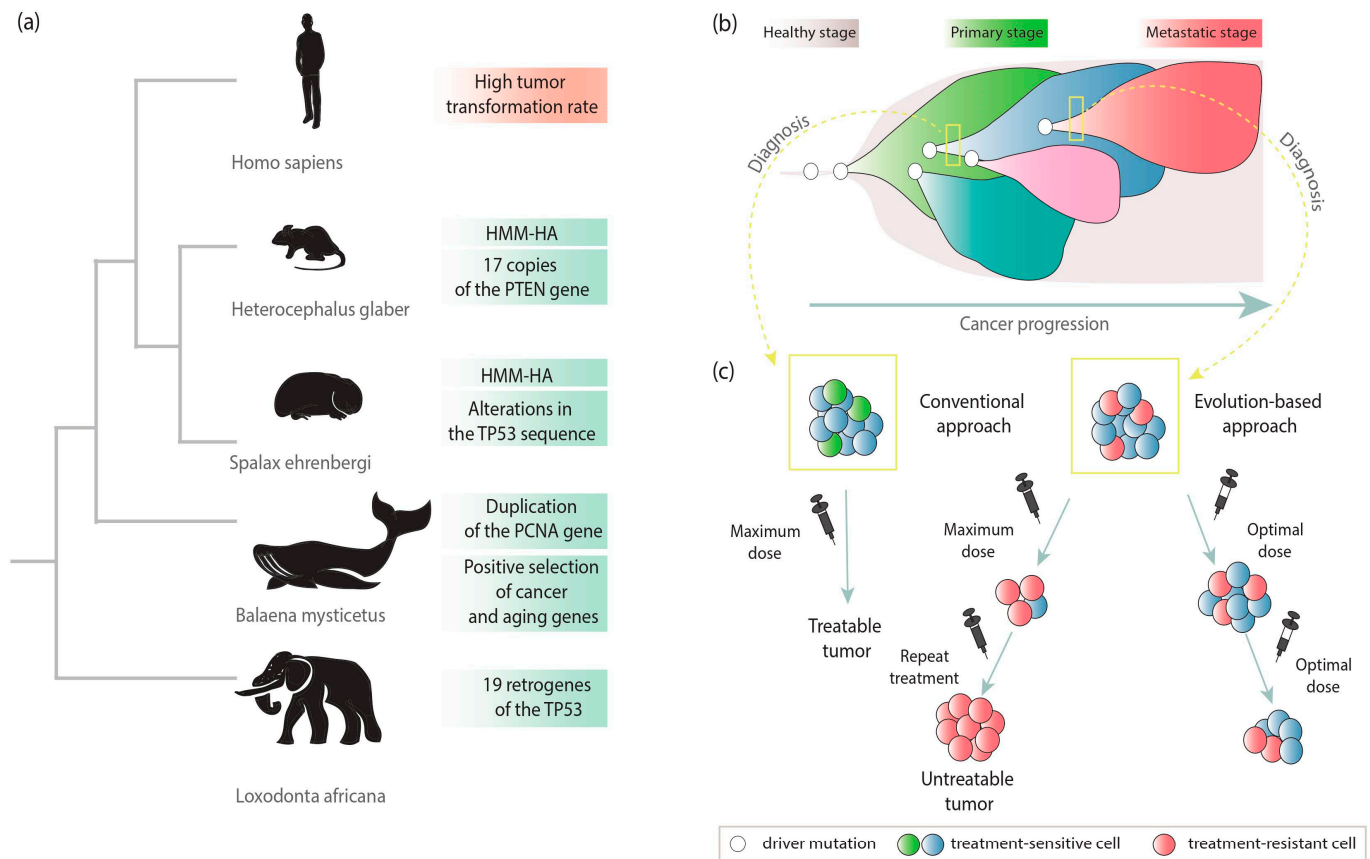 (a)
High tumor
transformation rate
Homo sapiens
HMM-HA
17 copies
of the PTEN gene
Heterocephalus glaber
HMM-HA
Alterations in
the TP53 sequence
Spalax ehrenbergi
Duplication
of the PCNA gene
Positive selection
of cancer
and aging genes
Balaena mysticetus
19 retrogenes
of the TP53
Loxodonta africana
(b)
Healthy stage
Primary stage
Metastatic stage
Diagnosis
Diagnosis
Cancer progression
(c)
Conventional
approach
Evolution-based
approach
Maximum
dose
Maximum
dose
Optimal
dose
Treatable
tumor
Repeat
treatment
Optimal
dose
Untreatable
tumor
driver mutation
treatment-sensitive cell
treatment-resistant cell